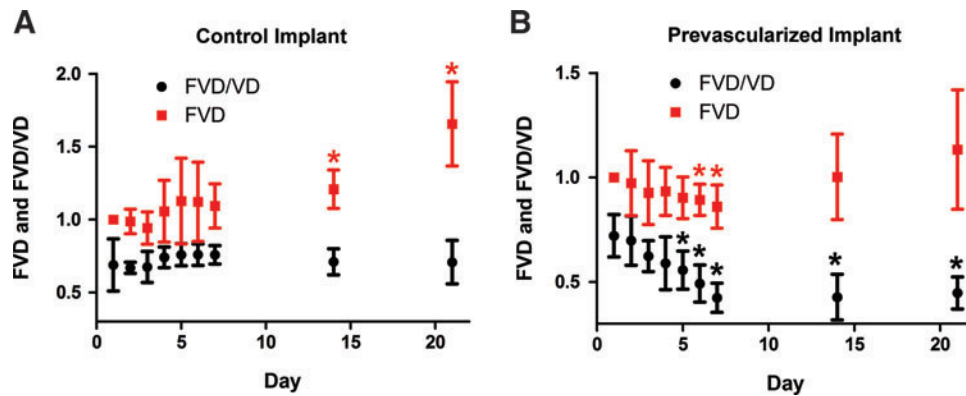 A
Control Implant
FVD and FVD/VD
2.0
1.5
1.0
0.5
FVD/VD
FVD
*
*
0 5 10 15 20
Day
B
Prevascularized Implant
FVD and FVD/VD
1.5
1.0
0.5
FVD/VD
FVD
* *
* * * * *
0 5 10 15 20
Day